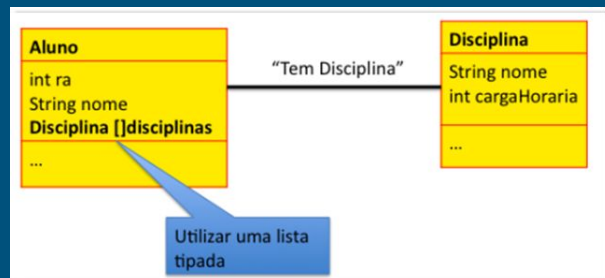 Aluno
int ra
String nome
Disciplina []disciplinas
...
"Tem Disciplina"
Disciplina
String nome
int cargaHoraria
...
Utilizar uma lista
tipada